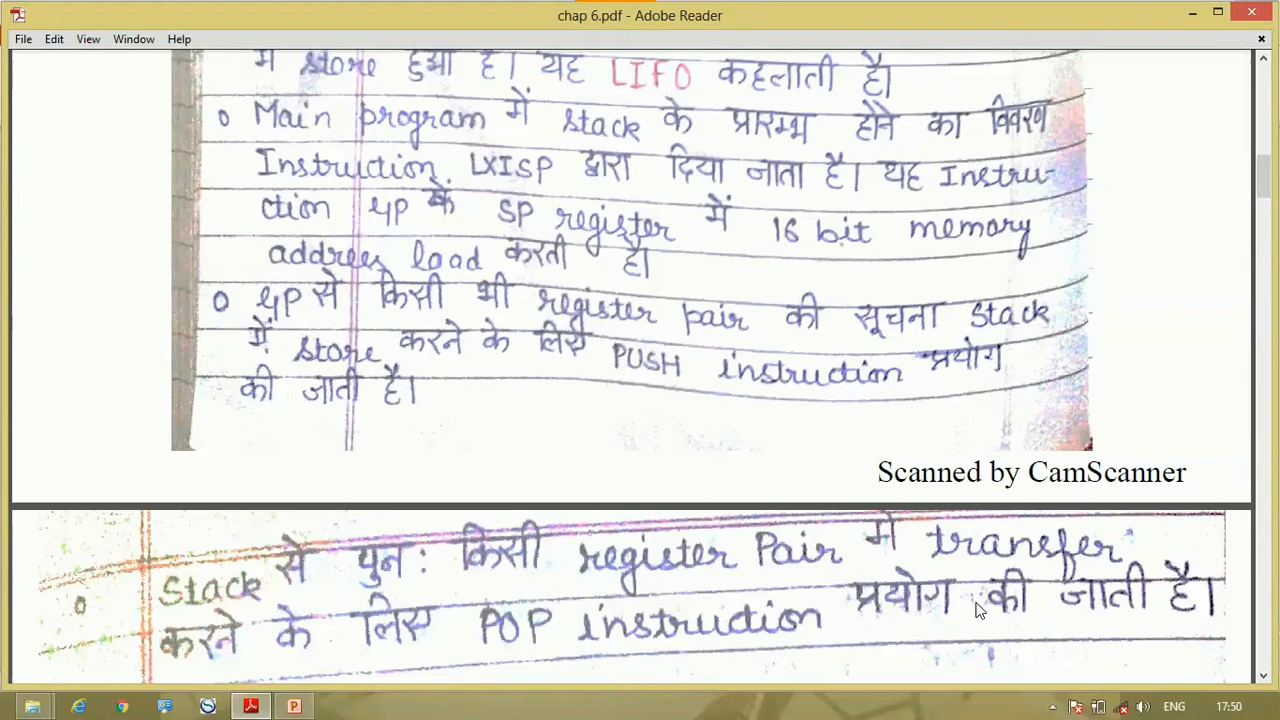 chap 6.pdf - Adobe Reader
File Edit View Window Help
में store हुआ है। यह LIFO कहलाती है।
o Main program में stack के प्रारम्भ होने का विवरण
Instruction LXISP द्वारा दिया जाता है। यह Instru-
ction μP के SP register में 16 bit memory
address load करती है।
o μP से किसी भी register pair की सूचना stack
में store करने के लिए PUSH instruction प्रयोग
की जाती है।
Scanned by CamScanner
o Stack से पुन: किसी register Pair में transfer
करने के लिए POP instruction प्रयोग की जाती है।
ENG 17:50